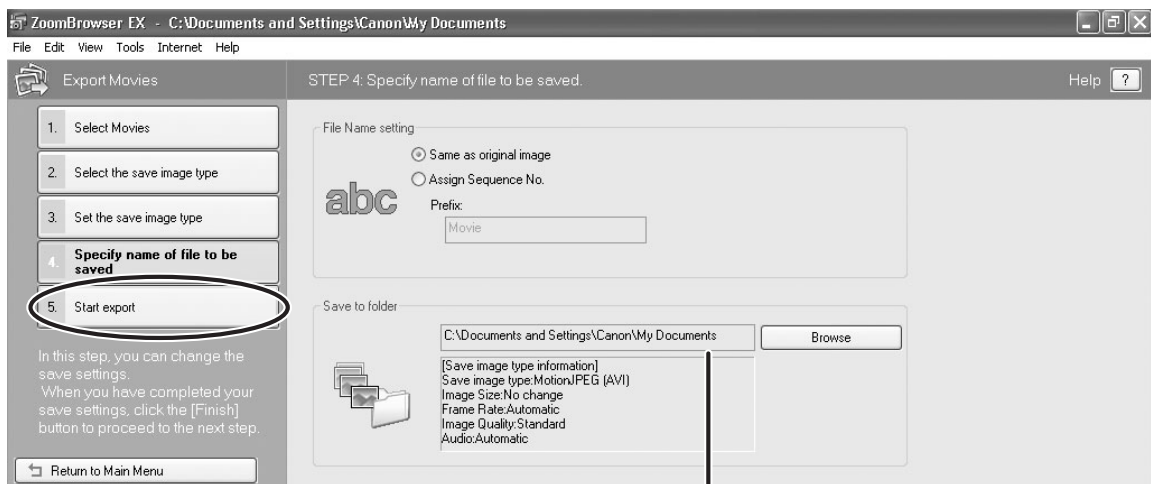 ZoomBrowser EX - C:\Documents and Settings\Canon\My Documents
File Edit View Tools Internet Help
Export Movies
STEP 4: Specify name of file to be saved.
Help ?
1. Select Movies
2. Select the save image type
3. Set the save image type
4. Specify name of file to be
saved
5. Start export
In this step, you can change the
save settings.
When you have completed your
save settings, click the [Finish]
button to proceed to the next step.
Return to Main Menu
File Name setting
abc
Same as original image
Assign Sequence No.
Prefix:
Movie
Save to folder
C:\Documents and Settings\Canon\My Documents
Browse
[Save image type information]
Save image type:MotionJPEG (AVI)
Image Size:No change
Frame Rate:Automatic
Image Quality:Standard
Audio:Automatic